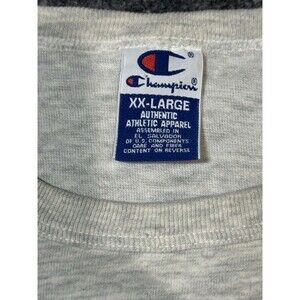 Champion
XX-LARGE
AUTHENTIC
ATHLETIC APPAREL
ASSEMBLED IN
EL SALVADOR
OF U.S. COMPONENTS
CARE AND FIBER
CONTENT ON REVERSE